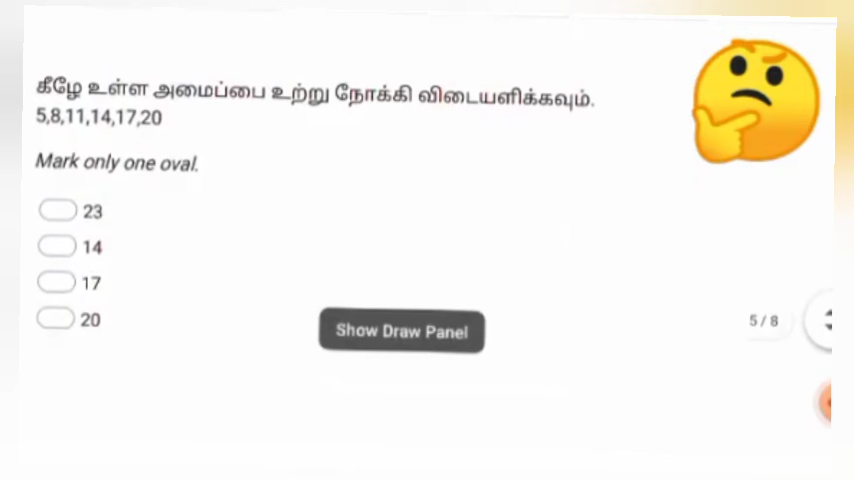 கீழே உள்ள அமைப்பை உற்று நோக்கி விடையளிக்கவும்.
5,8,11,14,17,20
Mark only one oval.
23
14
17
20
Show Draw Panel
5 / 8